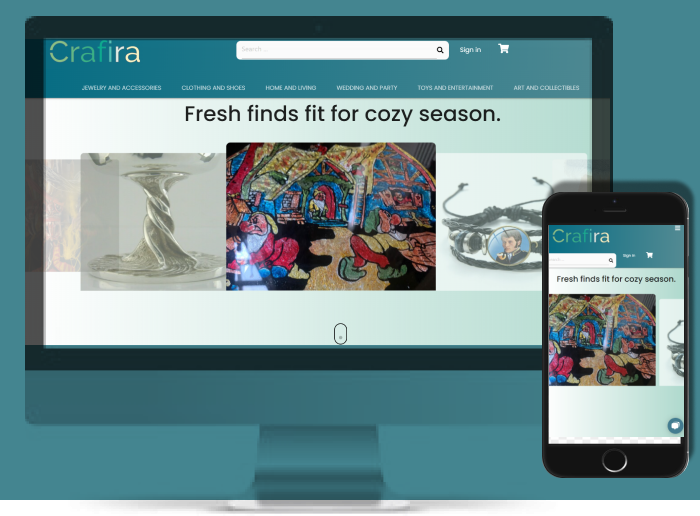 Crafira
Search...
Sign in
JEWELRY AND ACCESSORIES
CLOTHING AND SHOES
HOME AND LIVING
WEDDING AND PARTY
TOYS AND ENTERTAINMENT
ART AND COLLECTIBLES
Fresh finds fit for cozy season.
Crafira
Sign in
Fresh finds fit for cozy season.